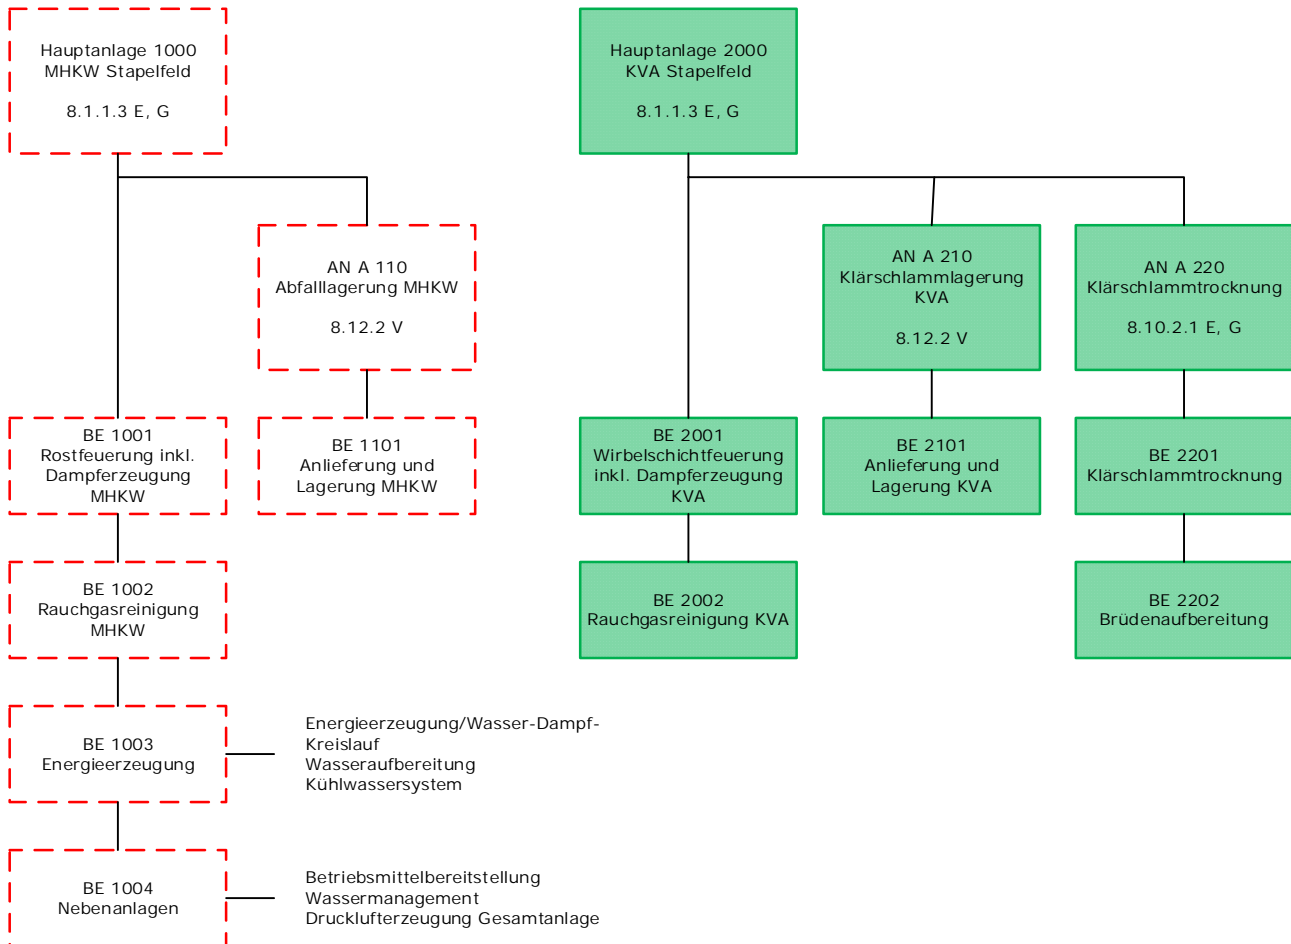 Hauptanlage 1000
MHKW Stapelfeld
8.1.1.3 E, G
Hauptanlage 2000
KVA Stapelfeld
8.1.1.3 E, G
AN A 110
Abfalllagerung MHKW
8.12.2 V
AN A 210
Klärschlammlagerung
KVA
8.12.2 V
AN A 220
Klärschlammtrocknung
8.10.2.1 E, G
BE 1001
Rostfeuerung inkl.
Dampferzeugung
MHKW
BE 1101
Anlieferung und
Lagerung MHKW
BE 2001
Wirbelschichtfeuerung
inkl. Dampferzeugung
KVA
BE 2101
Anlieferung und
Lagerung KVA
BE 2201
Klärschlammtrocknung
BE 1002
Rauchgasreinigung
MHKW
BE 2002
Rauchgasreinigung KVA
BE 2202
Brüdenaufbereitung
BE 1003
Energieerzeugung
Energieerzeugung/Wasser-Dampf-
Kreislauf
Wasseraufbereitung
Kühlwassersystem
BE 1004
Nebenanlagen
Betriebsmittelbereitstellung
Wassermanagement
Drucklufterzeugung Gesamtanlage